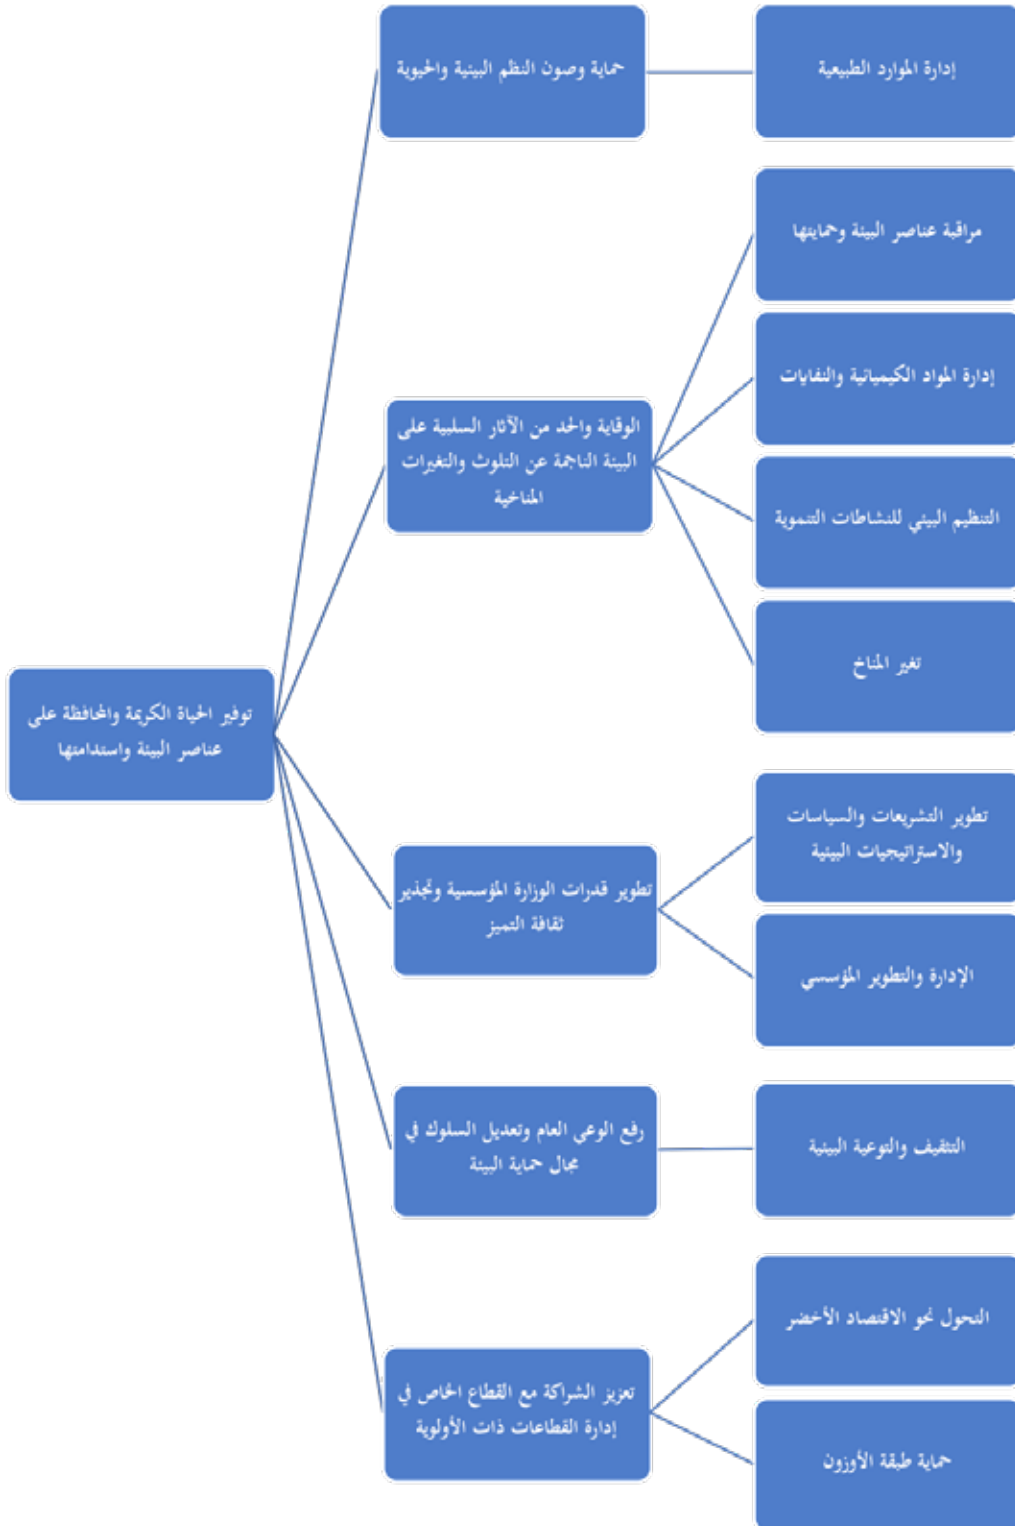 حماية وصون النظم البيئية والحيوية
إدارة الموارد الطبيعية
مراقبة عناصر البيئة وحمايتها
إدارة المواد الكيميائية والنفايات
الوقاية والحد من الآثار السلبية على
البيئة الناجمة عن التلوث والتغيرات
المناخية
التنظيم البيئي للنشاطات التنموية
تغير المناخ
توفير الحياة الكريمة والمحافظة على
عناصر البيئة واستدامتها
تطوير التشريعات والسياسات
والاستراتيجيات البيئية
تطوير قدرات الوزارة المؤسسية وتجذير
ثقافة التميز
الإدارة والتطوير المؤسسي
رفع الوعي العام وتعديل السلوك في
مجال حماية البيئة
التثقيف والتوعية البيئية
التحول نحو الاقتصاد الأخضر
تعزيز الشراكة مع القطاع الخاص في
إدارة القطاعات ذات الأولوية
حماية طبقة الأوزون